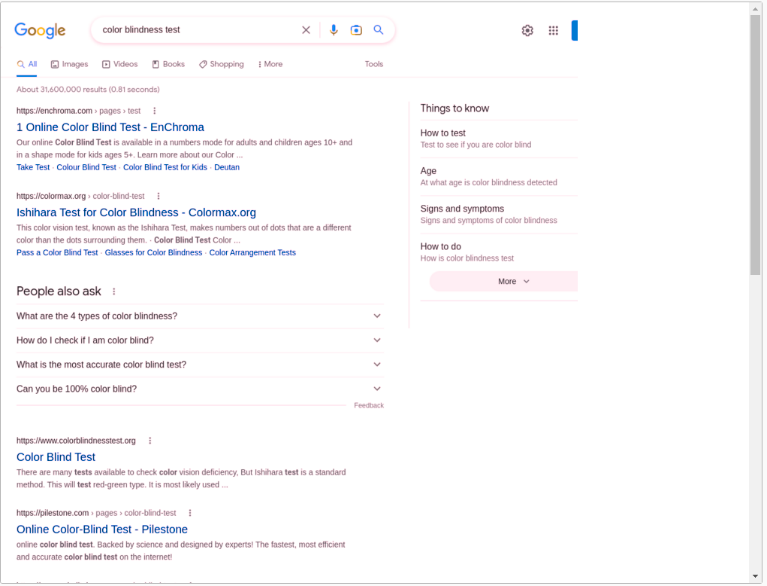 Google
color blindness test
All
Images
Videos
Books
Shopping
More
Tools
About 31,600,000 results (0.81 seconds)
https://enchroma.com › pages › test
1 Online Color Blind Test - EnChroma
Our online Color Blind Test is available in a numbers mode for adults and children ages 10+ and
in a shape mode for kids ages 5+. Learn more about our Color ...
Take Test · Colour Blind Test · Color Blind Test for Kids · Deutan
https://colormax.org › color-blind-test
Ishihara Test for Color Blindness - Colormax.org
This color vision test, known as the Ishihara Test, makes numbers out of dots that are a different
color than the dots surrounding them. · Color Blind Test Color ...
Pass a Color Blind Test · Glasses for Color Blindness · Color Arrangement Tests
People also ask
What are the 4 types of color blindness?
How do I check if I am color blind?
What is the most accurate color blind test?
Can you be 100% color blind?
Feedback
https://www.colorblindnesstest.org
Color Blind Test
There are many tests available to check color vision deficiency, But Ishihara test is a standard
method. This will test red-green type. It is most likely used ...
https://pilestone.com › pages › color-blind-test
Online Color-Blind Test - Pilestone
online color blind test. Backed by science and designed by experts! The fastest, most efficient
and accurate color blind test on the internet!
Things to know
How to test
Test to see if you are color blind
Age
At what age is color blindness detected
Signs and symptoms
Signs and symptoms of color blindness
How to do
How is color blindness test
More